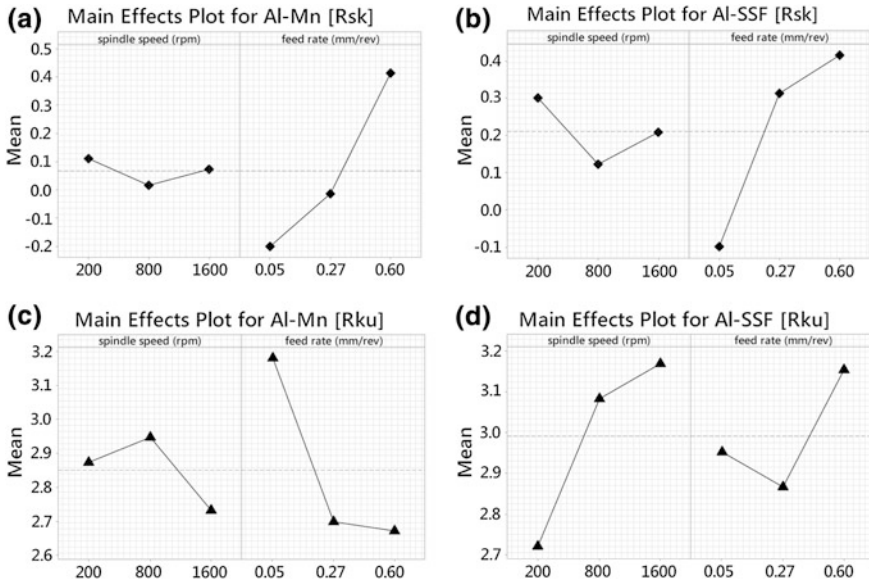 (a) Main Effects Plot for Al-Mn [Rsk]
spindle speed (rpm) feed rate (mm/rev)
0.5
0.4
0.3
0.2
0.1
0.0
-0.1
-0.2
Mean
200 800 1600 0.05 0.27 0.60
(b) Main Effects Plot for Al-SSF [Rsk]
spindle speed (rpm) feed rate (mm/rev)
0.4
0.3
0.2
0.1
0.0
-0.1
Mean
200 800 1600 0.05 0.27 0.60
(c) Main Effects Plot for Al-Mn [Rku]
spindle speed (rpm) feed rate (mm/rev)
3.2
3.1
3.0
2.9
2.8
2.7
2.6
Mean
200 800 1600 0.05 0.27 0.60
(d) Main Effects Plot for Al-SSF [Rku]
spindle speed (rpm) feed rate (mm/rev)
3.2
3.1
3.0
2.9
2.8
2.7
Mean
200 800 1600 0.05 0.27 0.60